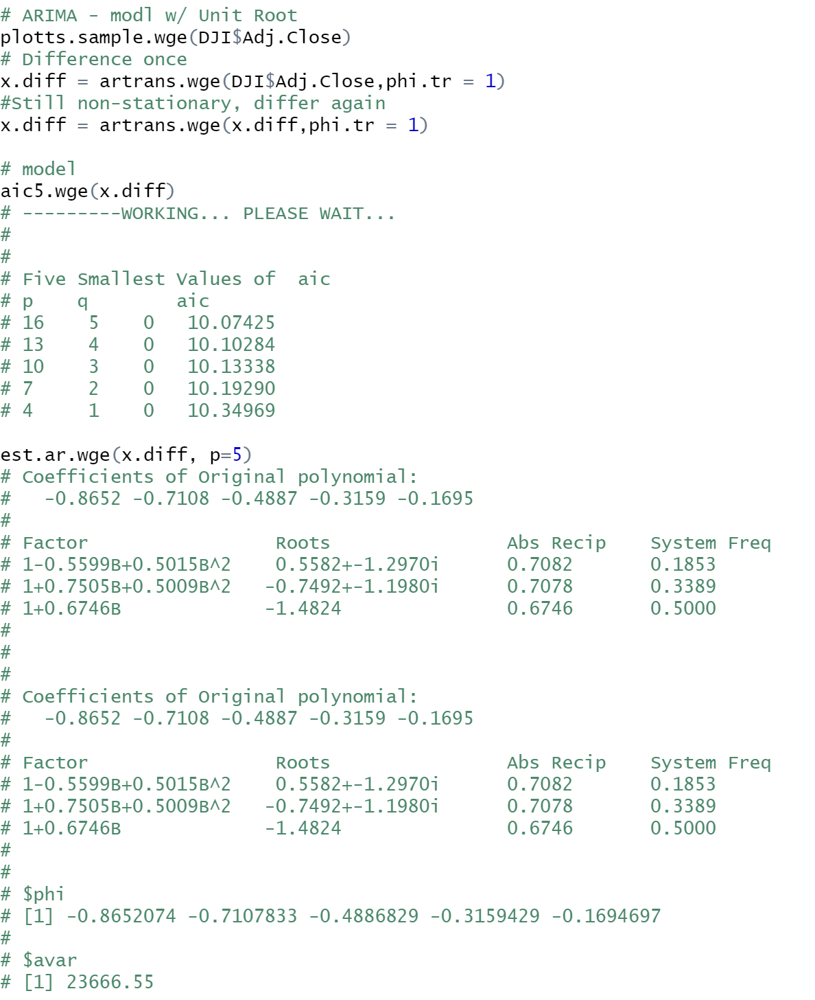 # ARIMA - modl w/ Unit Root
plotts.sample.wge(DJI$Adj.Close)
# Difference once
x.diff = artrans.wge(DJI$Adj.Close,phi.tr = 1)
#Still non-stationary, differ again
x.diff = artrans.wge(x.diff,phi.tr = 1)

# model
aic5.wge(x.diff)
# ---------WORKING... PLEASE WAIT...
#
#
# Five Smallest Values of  aic
# p    q        aic
# 16    5    0   10.07425
# 13    4    0   10.10284
# 10    3    0   10.13338
# 7     2    0   10.19290
# 4     1    0   10.34969

est.ar.wge(x.diff, p=5)
# Coefficients of Original polynomial:
#   -0.8652 -0.7108 -0.4887 -0.3159 -0.1695
#
# Factor                 Roots                Abs Recip    System Freq
# 1-0.5599B+0.5015B^2    0.5582+-1.2970i      0.7082       0.1853
# 1+0.7505B+0.5009B^2   -0.7492+-1.1980i      0.7078       0.3389
# 1+0.6746B             -1.4824               0.6746       0.5000
#
#
#
# Coefficients of Original polynomial:
#   -0.8652 -0.7108 -0.4887 -0.3159 -0.1695
#
# Factor                 Roots                Abs Recip    System Freq
# 1-0.5599B+0.5015B^2    0.5582+-1.2970i      0.7082       0.1853
# 1+0.7505B+0.5009B^2   -0.7492+-1.1980i      0.7078       0.3389
# 1+0.6746B             -1.4824               0.6746       0.5000
#
#
# $phi
# [1] -0.8652074 -0.7107833 -0.4886829 -0.3159429 -0.1694697
#
# $avar
# [1] 23666.55